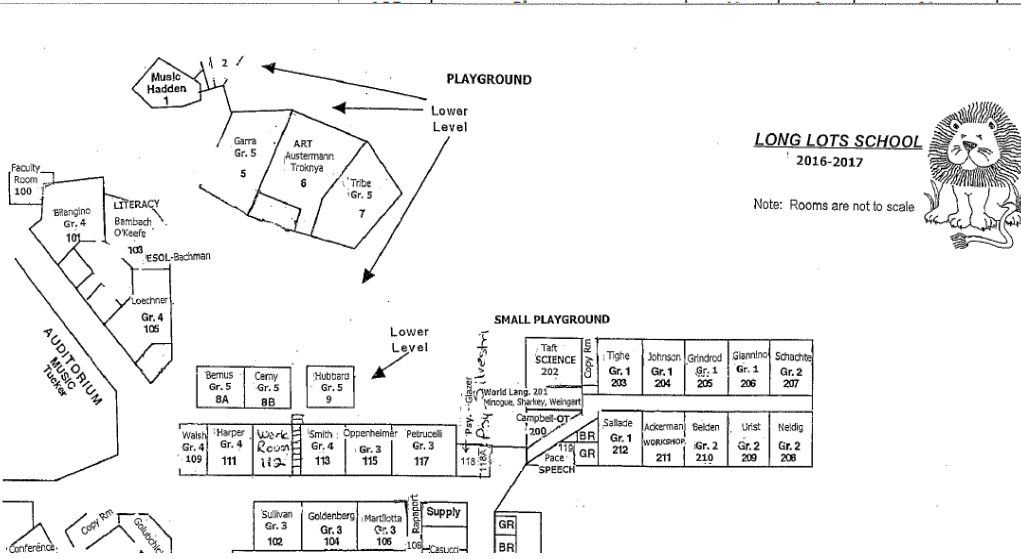 PLAYGROUND
Music
Hadden
1
2
Lower
Level
LONG LOTS SCHOOL
2016-2017
Note: Rooms are not to scale
Garra
Gr. 5
5
ART
Austermann
Troknya
6
Tribe
Gr. 5
7
Faculty
Room
100
Bilangino
Gr. 4
101
LITERACY
Bambach
O'Keefe
103
ESOL-Bachman
Loechner
Gr. 4
105
AUDITORIUM
MUSIC
Tucker
Lower
Level
SMALL PLAYGROUND
Bemus
Gr. 5
8A
Cerny
Gr. 5
8B
Hubbard
Gr. 5
9
Psy. - Glazer
Psy - Silvestri
Taft
SCIENCE
202
Copy Rm
Tighe
Gr. 1
203
Johnson
Gr. 1
204
Grindrod
Gr. 1
205
Giannino
Gr. 1
206
Schachte
Gr. 2
207
World Lang. 201
Minogue, Sharkey, Weingart
Campbell-OT
200
Walsh
Gr. 4
109
Harper
Gr. 4
111
Work
Room
112
Smith
Gr. 4
113
Oppenheimer
Gr. 3
115
Petrucelli
Gr. 3
117
118
118A
119
Pace
SPEECH
BR
GR
Sallade
Gr. 1
212
Ackerman
WORKSHOP
211
Belden
Gr. 2
210
Urist
Gr. 2
209
Neidig
Gr. 2
208
Sullivan
Gr. 3
102
Goldenberg
Gr. 3
104
Martilotta
Gr. 3
106
Rapaport
108
Supply
Casucci
GR
BR
Conference
Copy Rm